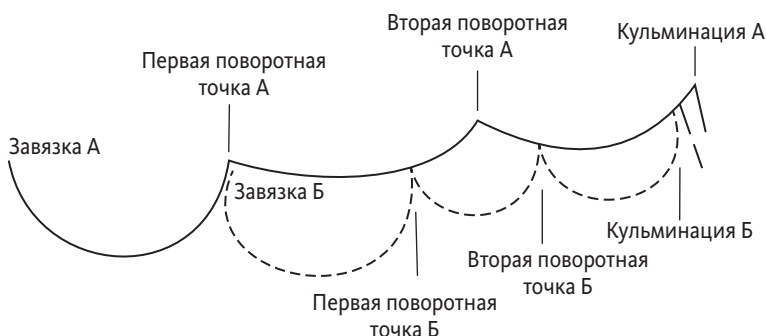 Вторая поворотная
точка А
Кульминация А
Первая поворотная
точка А
Завязка А
Завязка Б
Кульминация Б
Вторая поворотная
точка Б
Первая поворотная
точка Б